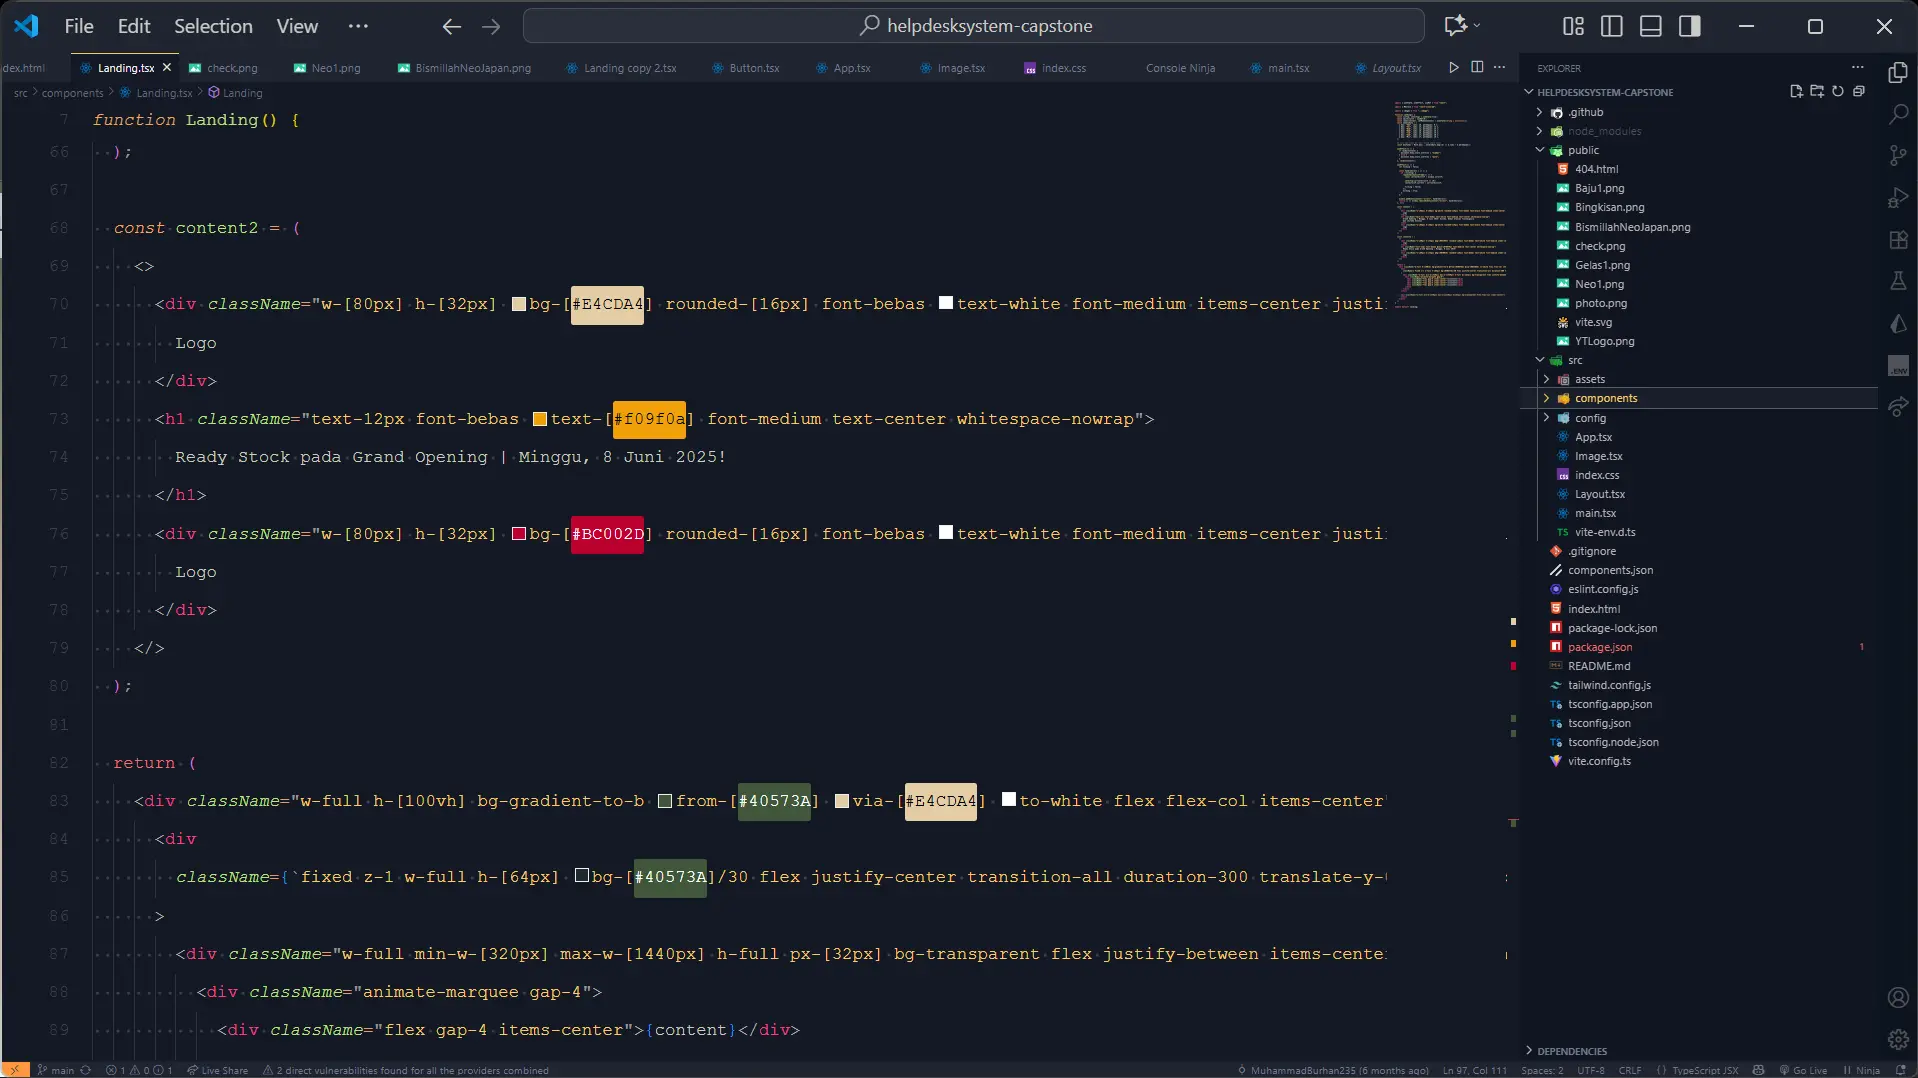 File Edit Selection View ··· helpdesksystem-capstone
dex.html Landing.tsx check.png Neo1.png BismillahNeoJapan.png Landing copy 2.tsx Button.tsx App.tsx Image.tsx index.css Console Ninja main.tsx Layout.tsx
src > components > Landing.tsx > Landing
7 function Landing() {
66 );
67
68 const content2 = (
69 <>
70 <div className="w-[80px] h-[32px] bg-[#E4CDA4] rounded-[16px] font-bebas text-white font-medium items-center justi
71 Logo
72 </div>
73 <h1 className="text-12px font-bebas text-[#f09f0a] font-medium text-center whitespace-nowrap">
74 Ready Stock pada Grand Opening | Minggu, 8 Juni 2025!
75 </h1>
76 <div className="w-[80px] h-[32px] bg-[#BC002D] rounded-[16px] font-bebas text-white font-medium items-center justi
77 Logo
78 </div>
79 </>
80 );
81
82 return (
83 <div className="w-full h-[100vh] bg-gradient-to-b from-[#40573A] via-[#E4CDA4] to-white flex flex-col items-center
84 <div
85 className={`fixed z-1 w-full h-[64px] bg-[#40573A]/30 flex justify-center transition-all duration-300 translate-y-
86 >
87 <div className="w-full min-w-[320px] max-w-[1440px] h-full px-[32px] bg-transparent flex justify-between items-cente
88 <div className="animate-marquee gap-4">
89 <div className="flex gap-4 items-center">{content}</div>
EXPLORER
HELPDESKSYSTEM-CAPSTONE
.github
node_modules
public
404.html
Baju1.png
Bingkisan.png
BismillahNeoJapan.png
check.png
Gelas1.png
Neo1.png
photo.png
vite.svg
YTLogo.png
src
assets
components
config
App.tsx
Image.tsx
index.css
Layout.tsx
main.tsx
vite-env.d.ts
.gitignore
components.json
eslint.config.js
index.html
package-lock.json
package.json 1
README.md
tailwind.config.js
tsconfig.app.json
tsconfig.json
tsconfig.node.json
vite.config.ts
DEPENDENCIES
main 1 0 1 Live Share 2 direct vulnerabilities found for all the providers combined MuhammadBurhan235 (6 months ago) Ln 97, Col 111 Spaces: 2 UTF-8 CRLF { } TypeScript JSX Go Live Ninja